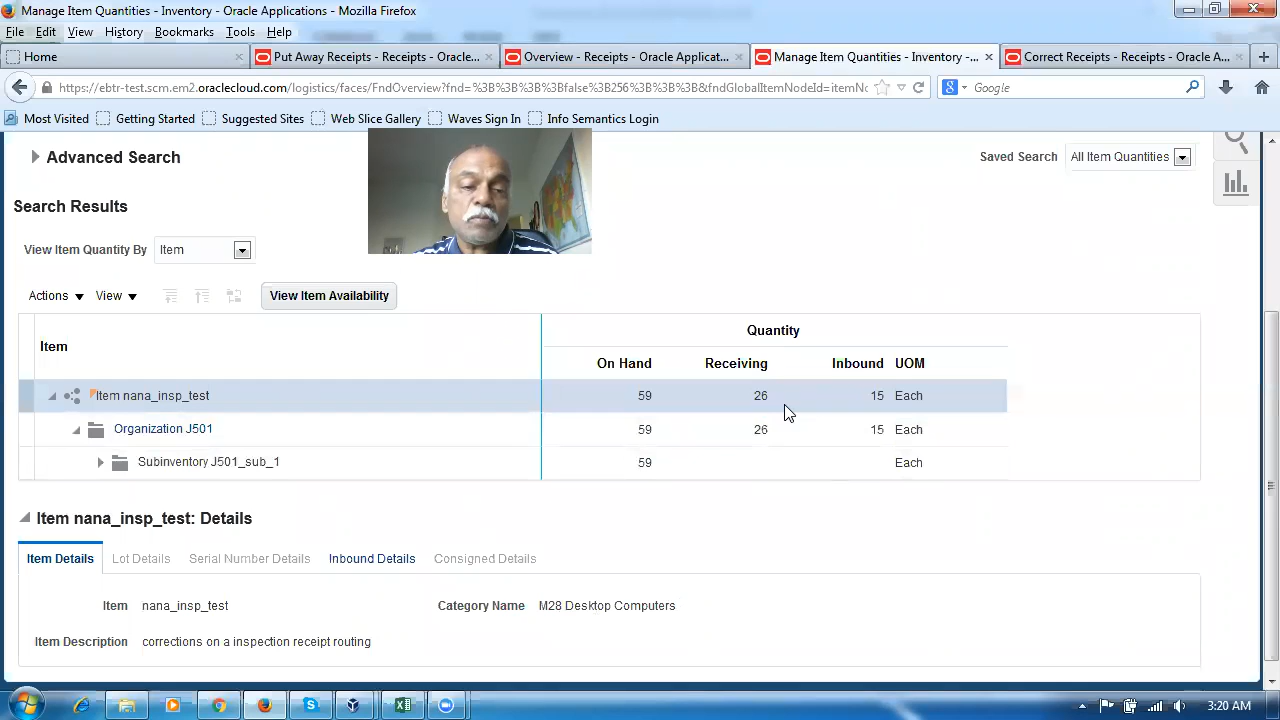 Manage Item Quantities - Inventory - Oracle Applications - Mozilla Firefox
File Edit View History Bookmarks Tools Help
Home
Put Away Receipts - Receipts - Oracle...
Overview - Receipts - Oracle Applicat...
Manage Item Quantities - Inventory -...
Correct Receipts - Receipts - Oracle A...
https://ebtr-test.scm.em2.oraclecloud.com/logistics/faces/FndOverview?fnd=%3B%3B%3B%3Bfalse%3B256%3B%3B%3B&fndGlobalItemNodeId=itemNo
Google
Most Visited Getting Started Suggested Sites Web Slice Gallery Waves Sign In Info Semantics Login
Advanced Search
Saved Search All Item Quantities
Search Results
View Item Quantity By Item
Actions View View Item Availability
Quantity
Item
On Hand Receiving Inbound UOM
Item nana_insp_test 59 26 15 Each
Organization J501 59 26 15 Each
Subinventory J501_sub_1 59 Each
Item nana_insp_test: Details
Item Details Lot Details Serial Number Details Inbound Details Consigned Details
Item nana_insp_test Category Name M28 Desktop Computers
Item Description corrections on a inspection receipt routing
3:20 AM